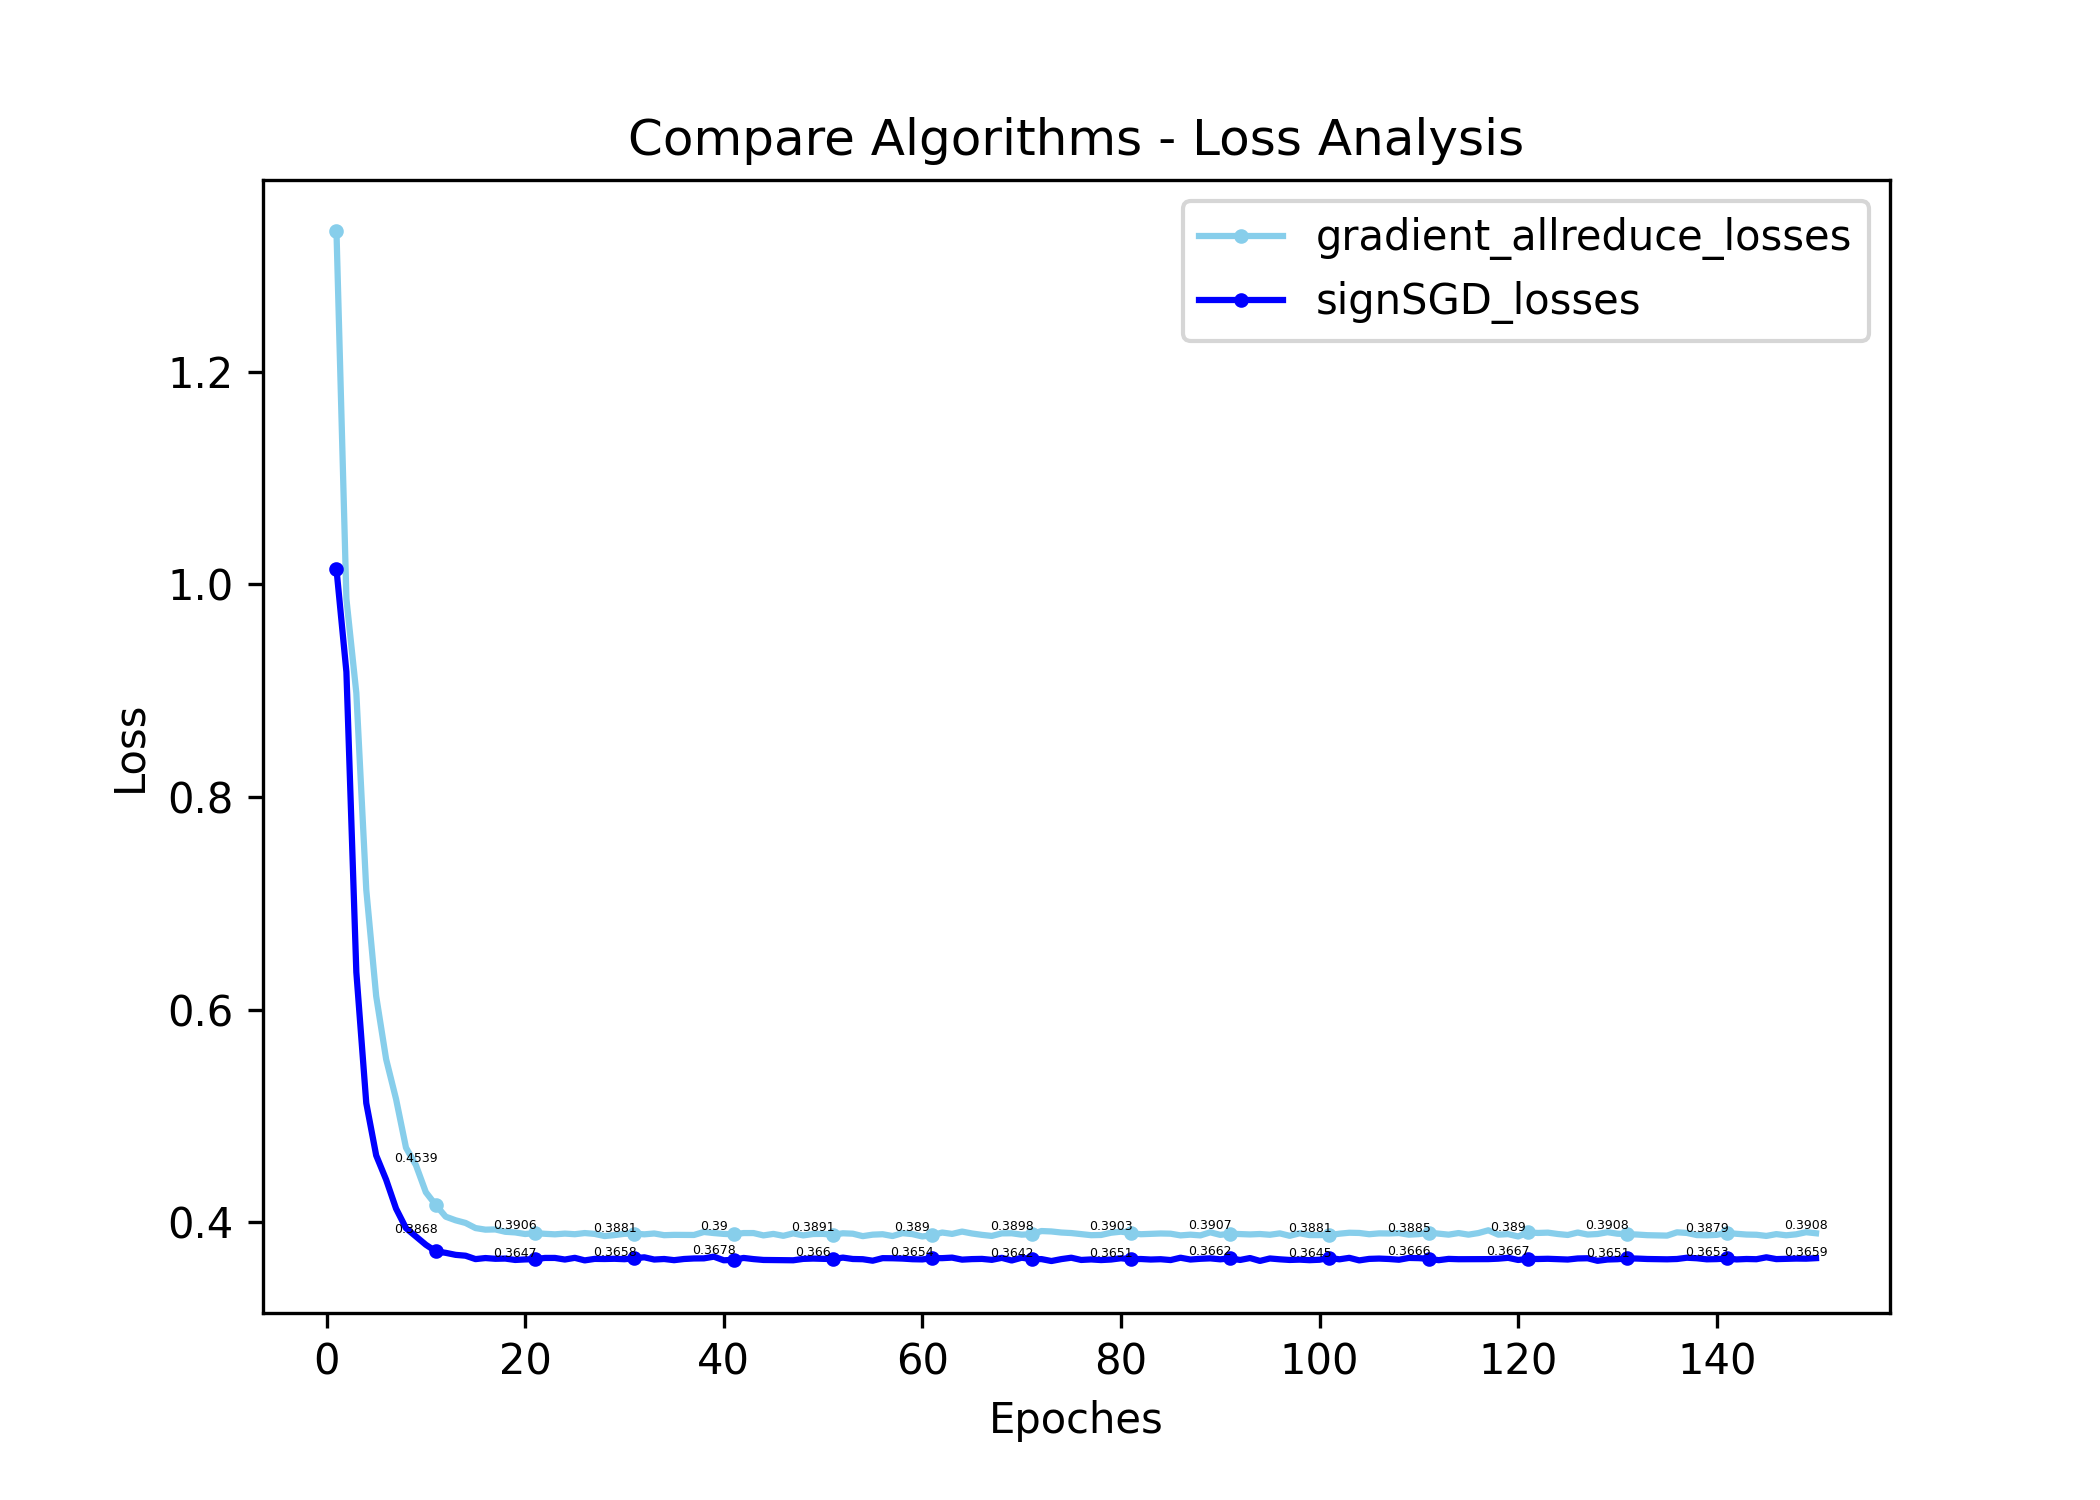 Compare Algorithms - Loss Analysis
gradient_allreduce_losses
signSGD_losses
1.2
1.0
0.8
0.6
0.4
Loss
0.4539
0.3906 0.3881 0.39 0.3891 0.389 0.3898 0.3903 0.3907 0.3881 0.3885 0.389 0.3908 0.3879 0.3908
0.3868
0.3647 0.3658 0.3678 0.366 0.3654 0.3642 0.3651 0.3662 0.3645 0.3666 0.3667 0.3651 0.3653 0.3659
0 20 40 60 80 100 120 140
Epoches